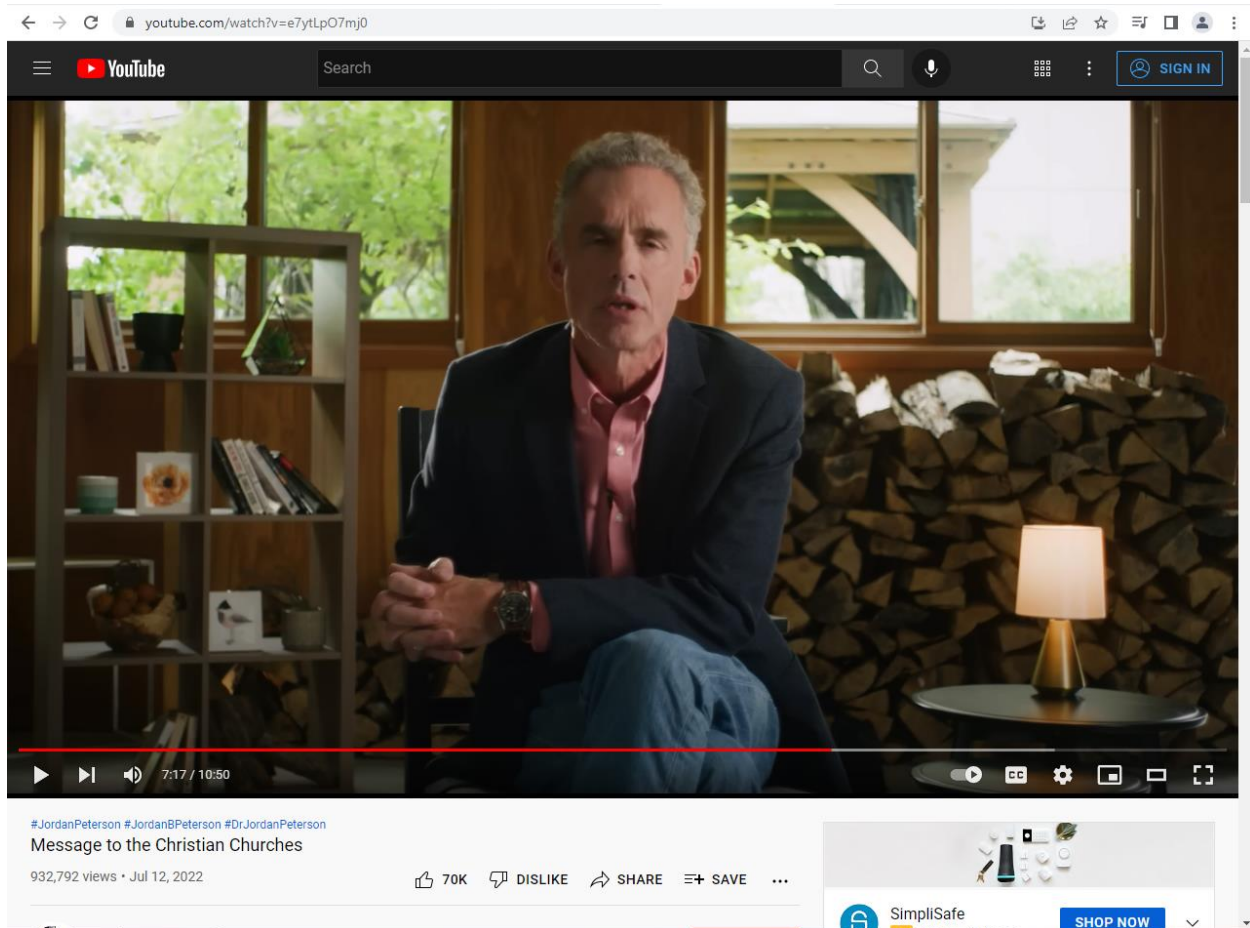 youtube.com/watch?v=e7ytLpO7mj0
YouTube
Search
SIGN IN
7:17 / 10:50
CC
#JordanPeterson #JordanBPeterson #DrJordanPeterson
Message to the Christian Churches
932,792 views • Jul 12, 2022
70K
DISLIKE
SHARE
SAVE
SimpliSafe
SHOP NOW